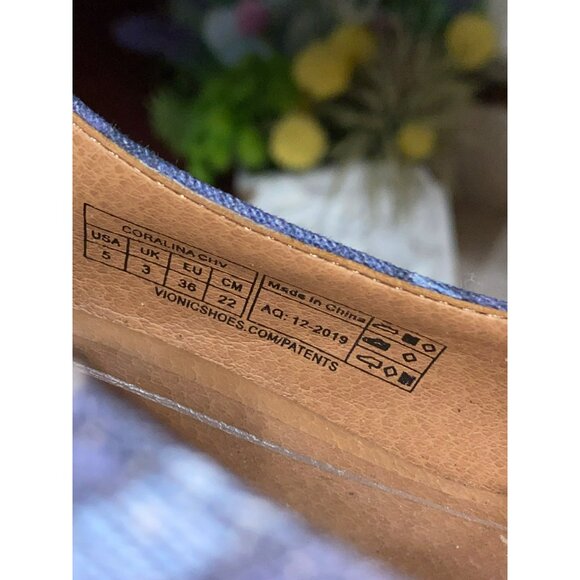 CORALINA CHV
USA UK EU CM
5 3 36 22
VIONICSHOES.COM/PATENTS
Made in China
AQ: 12-2019